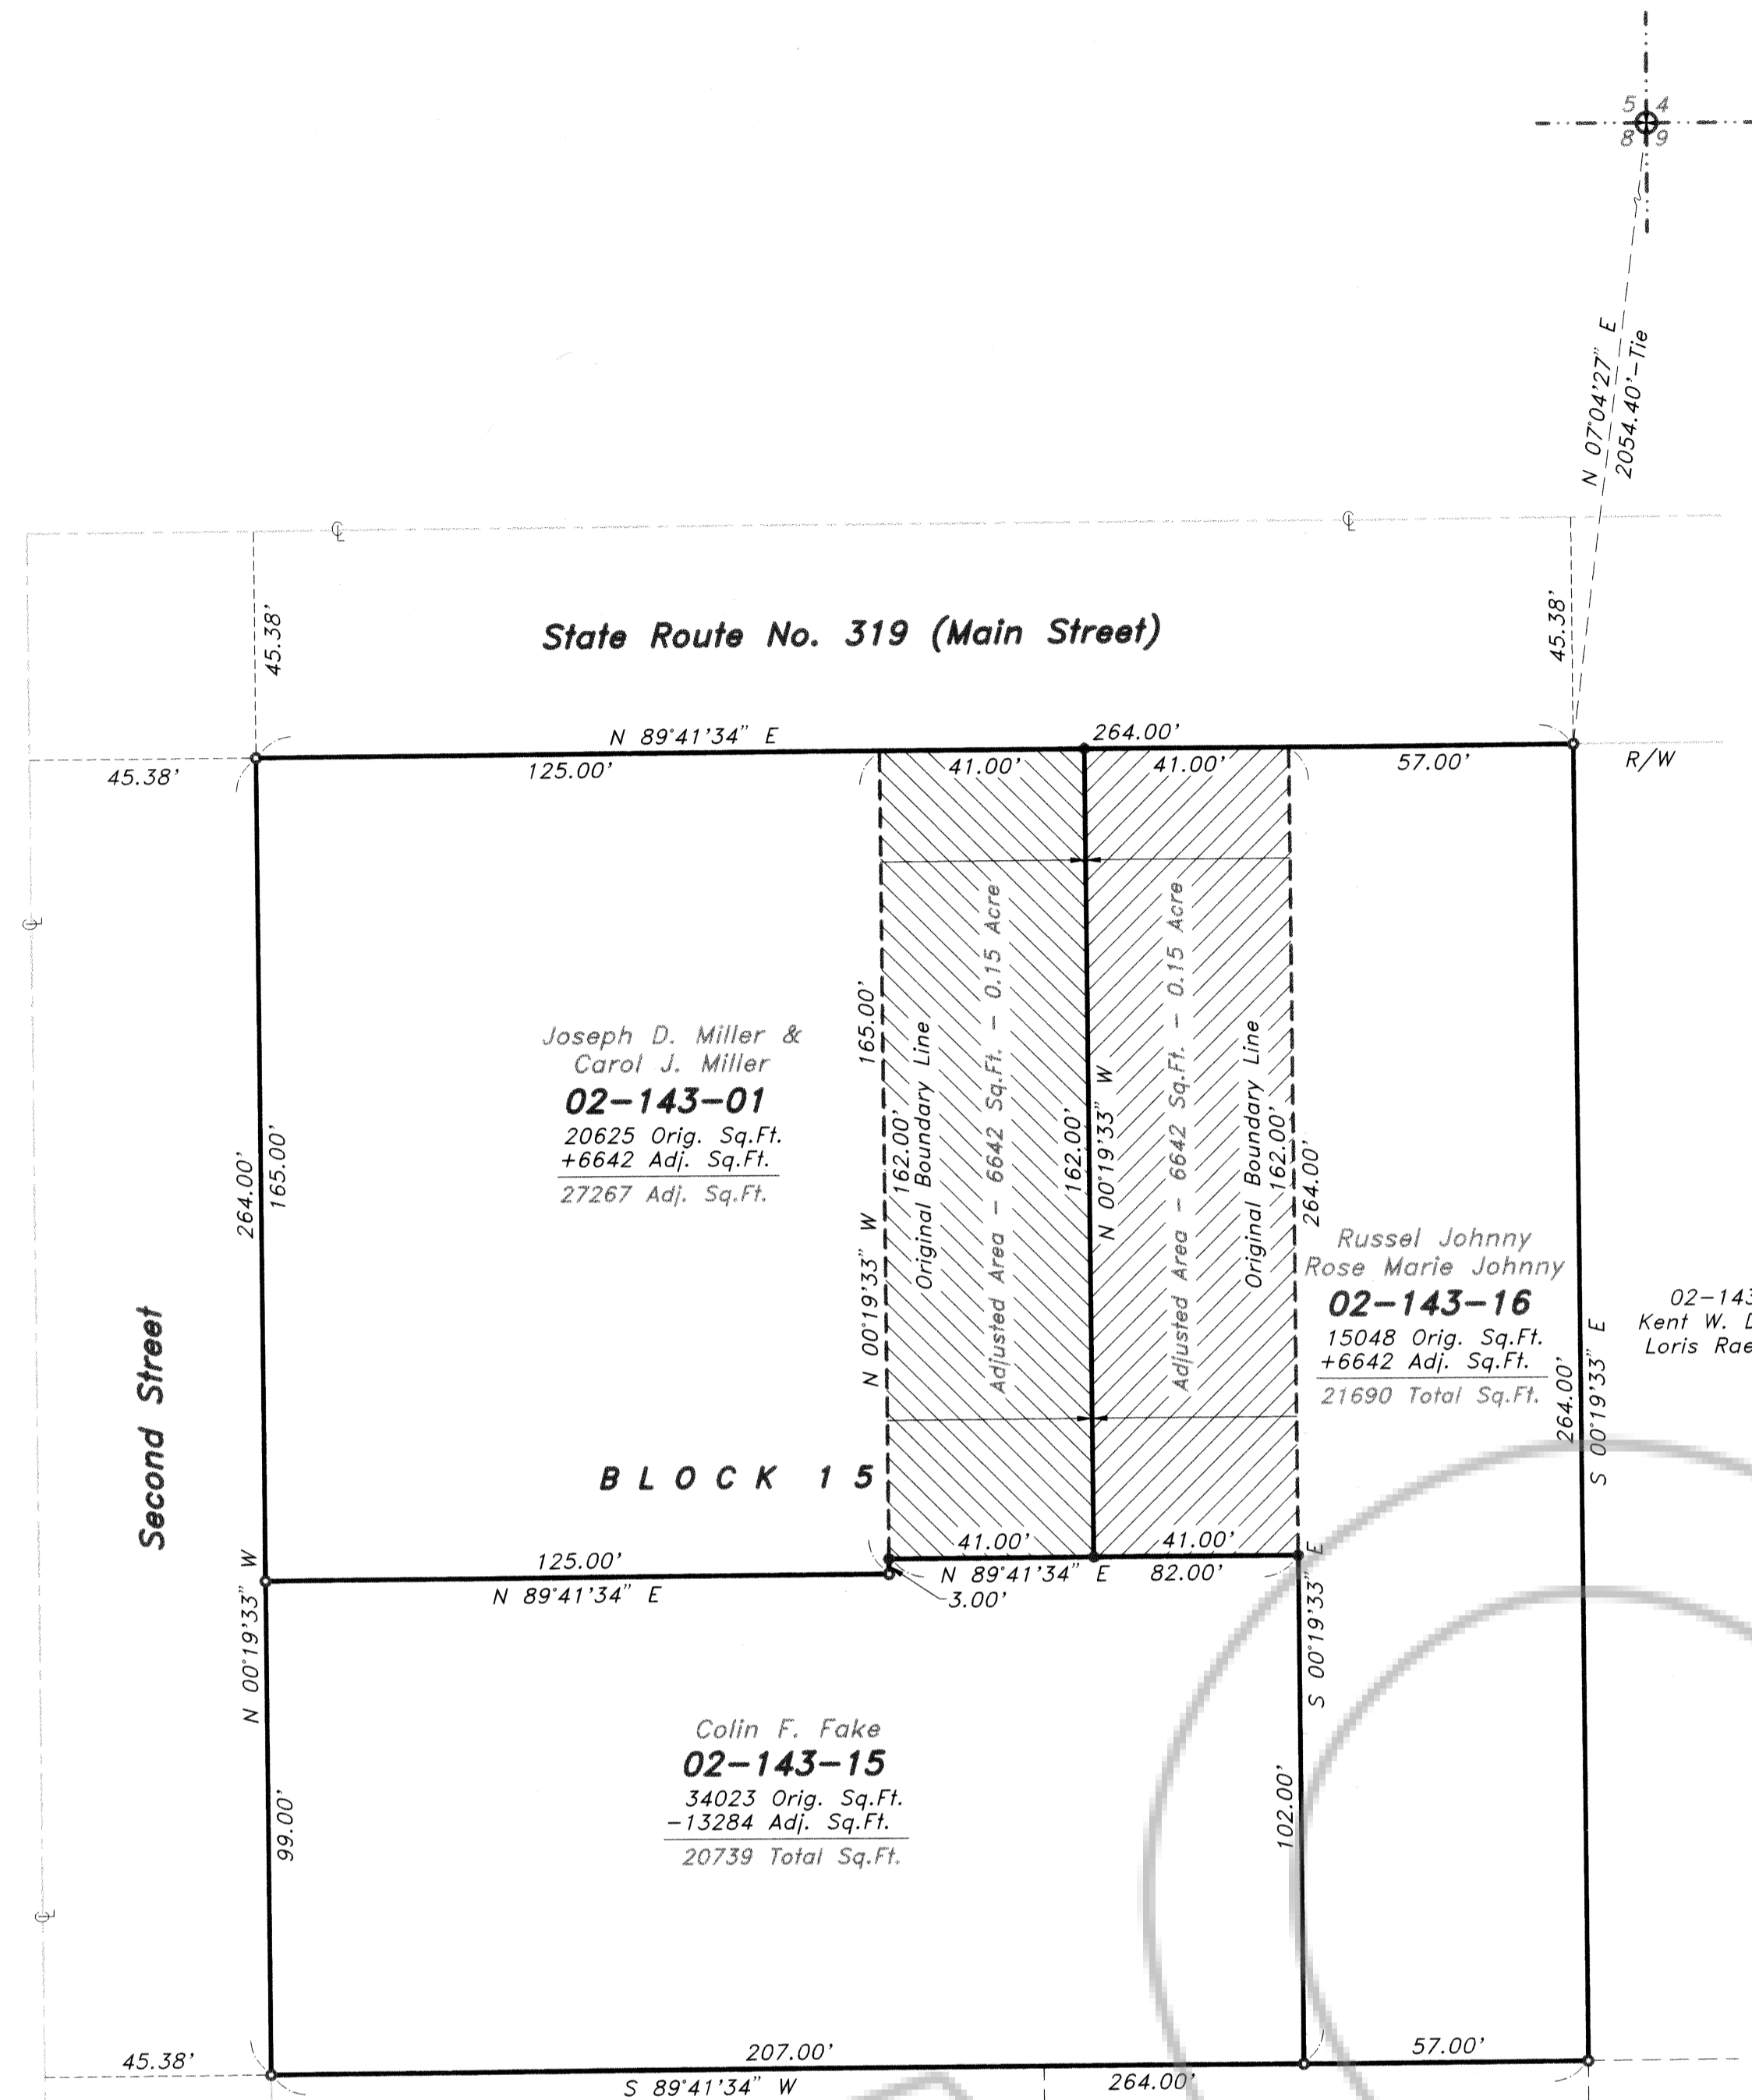 5 4
8 9
N 07°04'27" E
2054.40'-Tie
℄
℄
45.38'
45.38'
State Route No. 319 (Main Street)
N 89°41'34" E
264.00'
45.38'
125.00'
41.00'
41.00'
57.00'
R/W
℄
165.00'
N 00°19'33" W
162.00'
Original Boundary Line
Adjusted Area - 6642 Sq.Ft. - 0.15 Acre
162.00'
N 00°19'33" W
Adjusted Area - 6642 Sq.Ft. - 0.15 Acre
Original Boundary Line
162.00'
264.00'
Joseph D. Miller &
Carol J. Miller
02-143-01
20625 Orig. Sq.Ft.
+6642 Adj. Sq.Ft.
27267 Adj. Sq.Ft.
264.00'
165.00'
Russel Johnny
Rose Marie Johnny
02-143-16
15048 Orig. Sq.Ft.
+6642 Adj. Sq.Ft.
21690 Total Sq.Ft.
264.00'
S 00°19'33" E
02-143
Kent W.
Loris Rae
Second Street
BLOCK 15
125.00'
N 89°41'34" E
41.00'
41.00'
N 89°41'34" E
82.00'
3.00'
N 00°19'33" W
S 00°19'33" E
Colin F. Fake
02-143-15
34023 Orig. Sq.Ft.
-13284 Adj. Sq.Ft.
20739 Total Sq.Ft.
99.00'
102.00'
℄
45.38'
207.00'
57.00'
S 89°41'34" W
264.00'